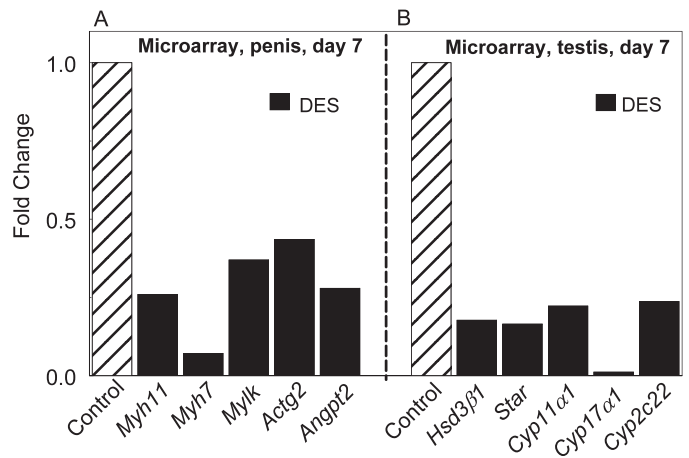 A
B
Microarray, penis, day 7
Microarray, testis, day 7
1.0
0.5
0.0
Fold Change
DES
DES
Control
Myh11
Myh7
Mylk
Actg2
Angpt2
Control
Hsd3β1
Star
Cyp11α1
Cyp17α1
Cyp2c22